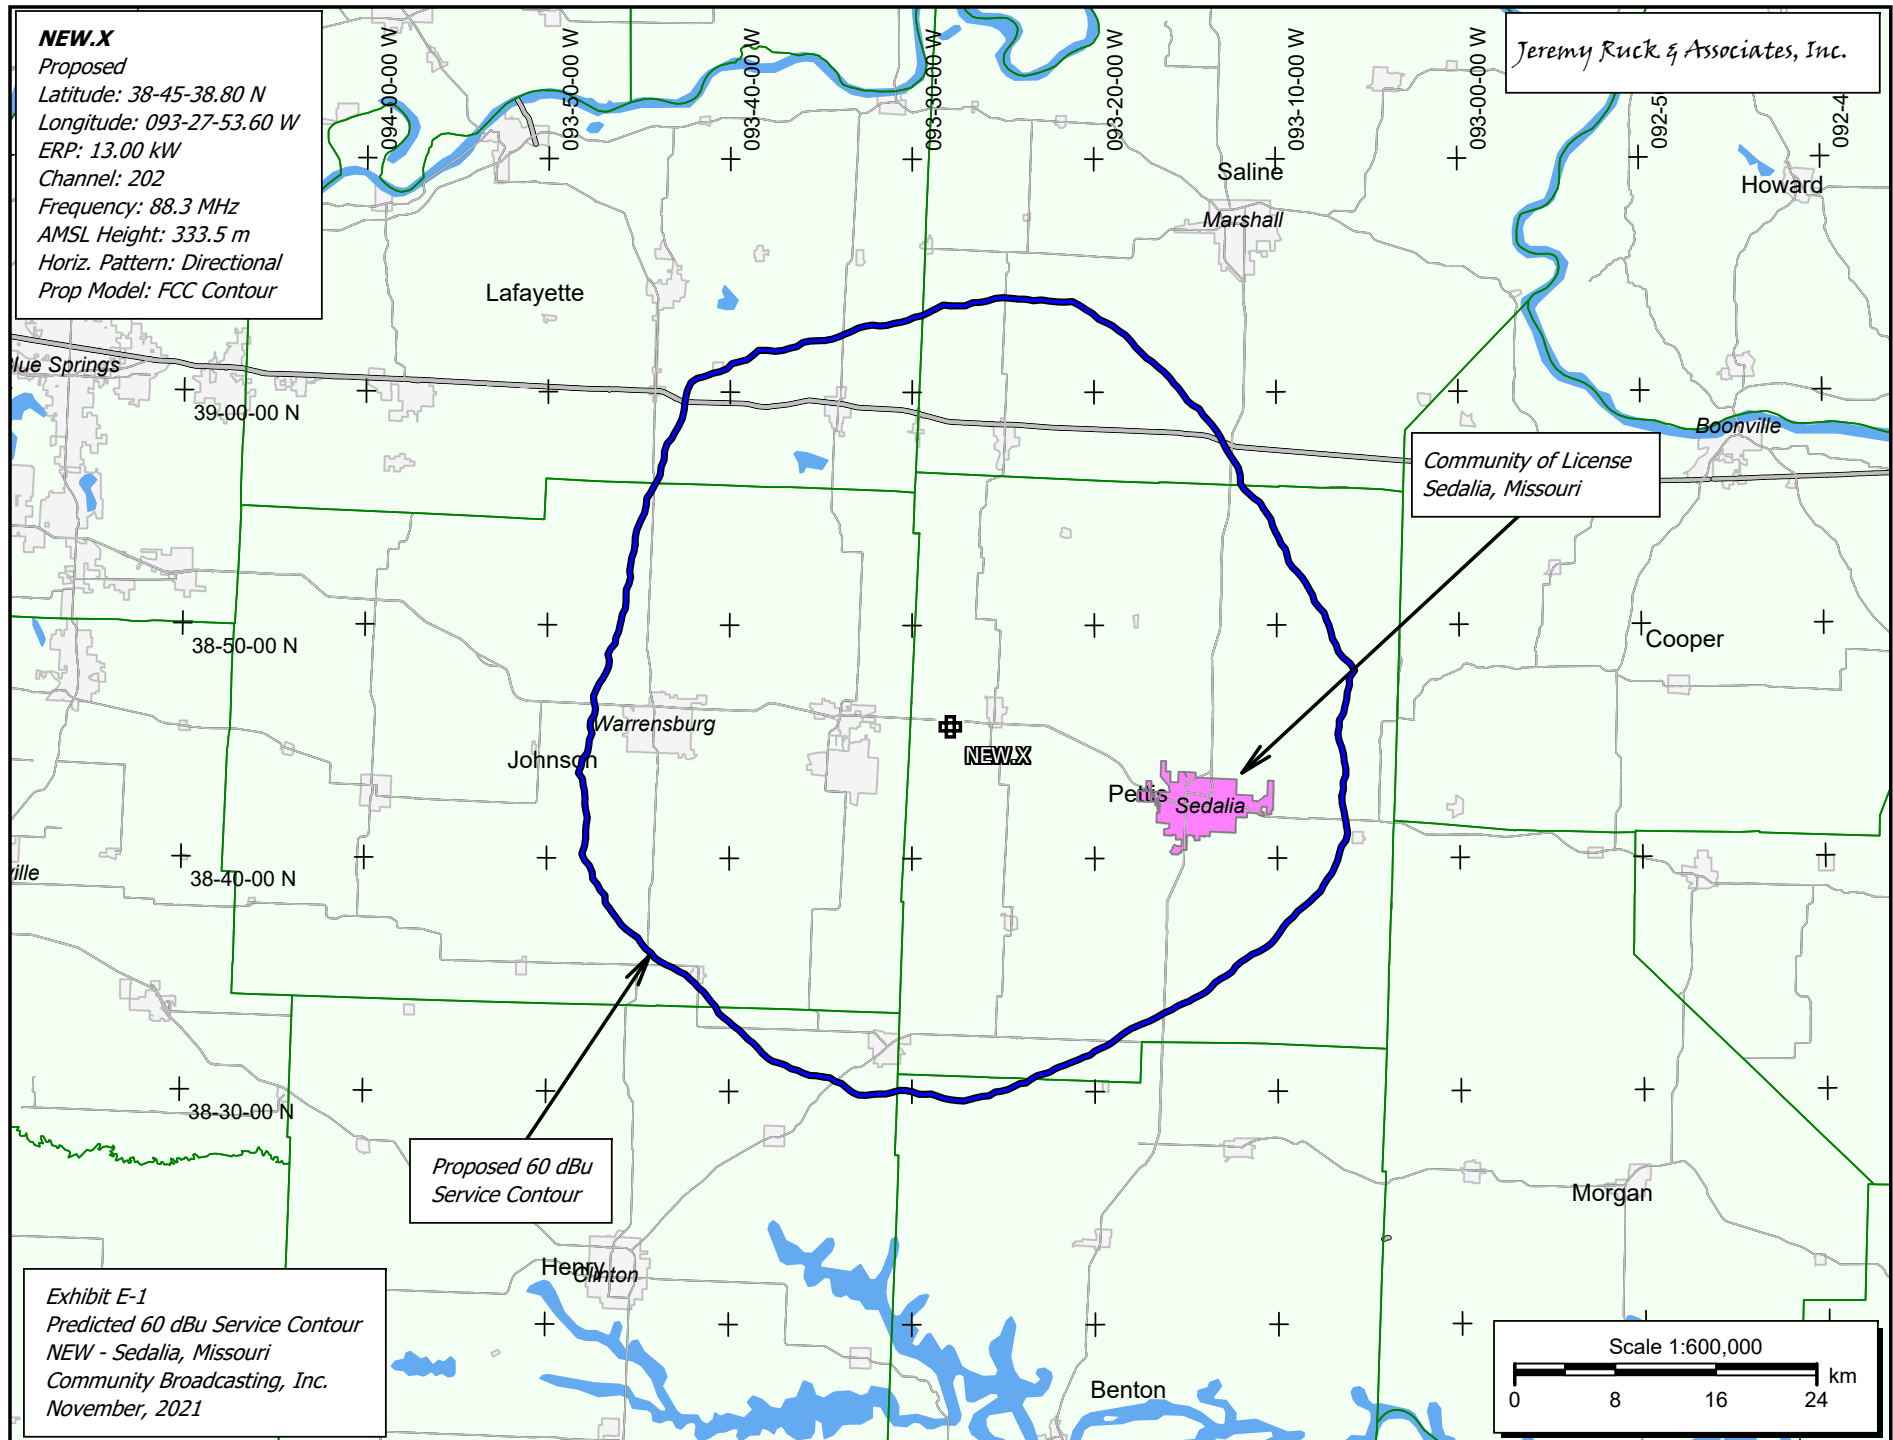 NEW.X
Proposed
Latitude: 38-45-38.80 N
Longitude: 093-27-53.60 W
ERP: 13.00 kW
Channel: 202
Frequency: 88.3 MHz
AMSL Height: 333.5 m
Horiz. Pattern: Directional
Prop Model: FCC Contour
Jeremy Ruck & Associates, Inc.
094-00-00 W
093-50-00 W
093-40-00 W
093-30-00 W
093-20-00 W
093-10-00 W
093-00-00 W
092-5
092-4
Saline
Marshall
Howard
Lafayette
lue Springs
39-00-00 N
Boonville
Community of License
Sedalia, Missouri
38-50-00 N
Cooper
Warrensburg
Johnson
NEW.X
Pettis
Sedalia
ville
38-40-00 N
38-30-00 N
Proposed 60 dBu
Service Contour
Morgan
Henry
Clinton
Benton
Exhibit E-1
Predicted 60 dBu Service Contour
NEW - Sedalia, Missouri
Community Broadcasting, Inc.
November, 2021
Scale 1:600,000
km
0 8 16 24